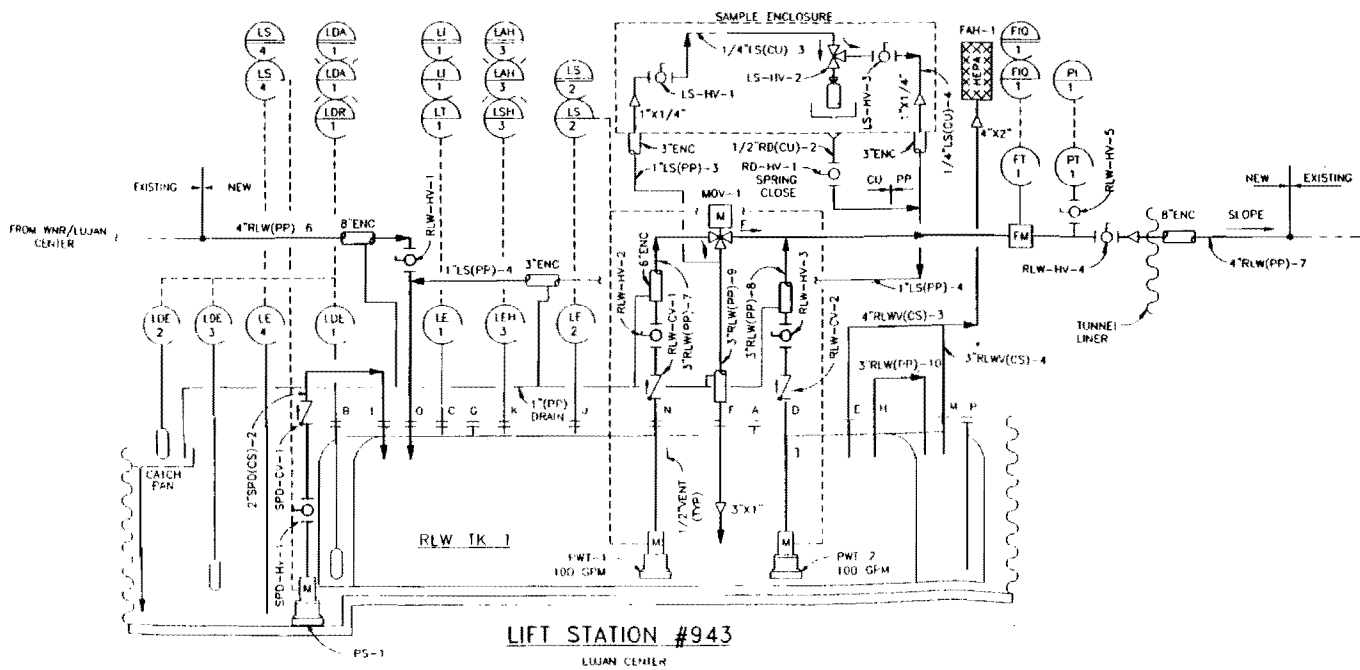 SAMPLE ENCLOSURE
LS
4
LDA
1
LI
1
LAH
3
FAH-1
FIQ
1
LS
4
LDA
1
LI
1
LAH
3
LS
2
1/4"LS(CU)-3
LS-HV-1
LS-HV-2
LS-HV-3
HEPA
FIQ
1
PI
1
LDR
1
LT
1
LSH
3
LS
2
1"X1/4"
1"X1/4"
1/4"LS(CU)-4
4"X2"
3"ENC
1/2"RD(CU)-2
3"ENC
1"LS(PP)-3
RD-HV-1
SPRING
CLOSE
CU
PP
FT
1
PT
1
RLW-HV-5
EXISTING
NEW
RLW-HV-1
MOV-1
M
F
NEW
EXISTING
FROM WNR/LUJAN
CENTER
4"RLW(PP)-6
8"ENC
8"ENC
SLOPE
FM
RLW-HV-4
4"RLW(PP)-7
1"LS(PP)-4
3"ENC
RLW-HV-2
6"ENC
RLW-CV-1
3"RLW(PP)-7
3"RLW(PP)-9
3"RLW(PP)-8
RLW-HV-3
RLW-CV-2
1"LS(PP)-4
LDE
2
LDE
3
LE
4
LDE
1
LE
1
LEH
3
LE
2
4"RLWV(CS)-3
3"RLWV(CS)-4
3"RLW(PP)-10
TUNNEL
LINER
2"SPD(CS)-2
SPD-CV-1
SPD-HV-1
1"(PP)
DRAIN
B
I
O
C
G
K
J
N
F
A
D
E
H
M
P
CATCH
PAN
1/2"VENT
(TYP)
3"X1"
RLW TK 1
M
M
M
PWT-1
100 GPM
PWT-2
100 GPM
PS-1
LIFT STATION #943
LUJAN CENTER